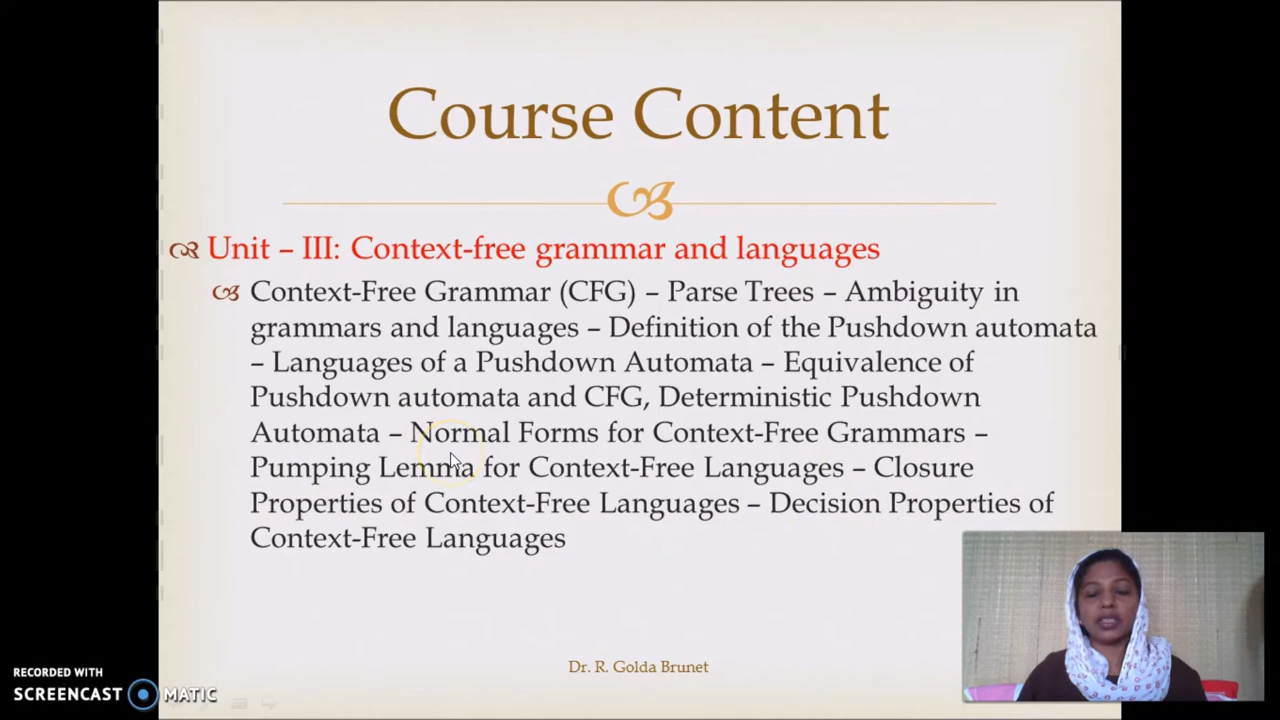 Course Content
Unit – III: Context-free grammar and languages
Context-Free Grammar (CFG) – Parse Trees – Ambiguity in
grammars and languages – Definition of the Pushdown automata
– Languages of a Pushdown Automata – Equivalence of
Pushdown automata and CFG, Deterministic Pushdown
Automata – Normal Forms for Context-Free Grammars –
Pumping Lemma for Context-Free Languages – Closure
Properties of Context-Free Languages – Decision Properties of
Context-Free Languages
Dr. R. Golda Brunet
RECORDED WITH
SCREENCAST MATIC